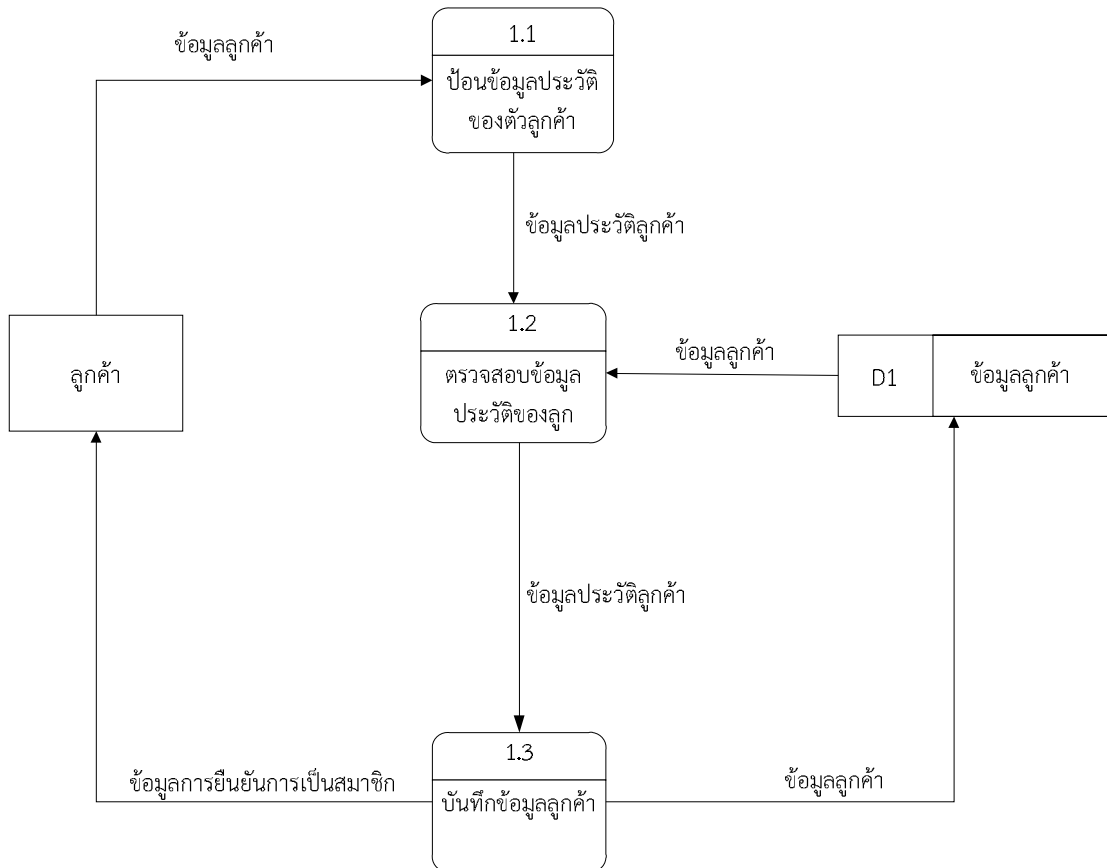 1.1
ข้อมูลลูกค้า
ป้อนข้อมูลประวัติ
ของตัวลูกค้า
ข้อมูลประวัติลูกค้า
1.2
ข้อมูลลูกค้า
ลูกค้า
ตรวจสอบข้อมูล
ประวัติของลูก
D1
ข้อมูลลูกค้า
ข้อมูลประวัติลูกค้า
1.3
ข้อมูลการยืนยันการเป็นสมาชิก
บันทึกข้อมูลลูกค้า
ข้อมูลลูกค้า